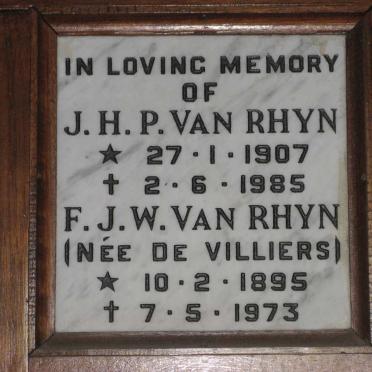 IN LOVING MEMORY
OF
J. H. P. VAN RHYN
★ 27 · 1 · 1907
† 2 · 6 · 1985
F. J. W. VAN RHYN
(NÉE DE VILLIERS)
★ 10 · 2 · 1895
† 7 · 5 · 1973